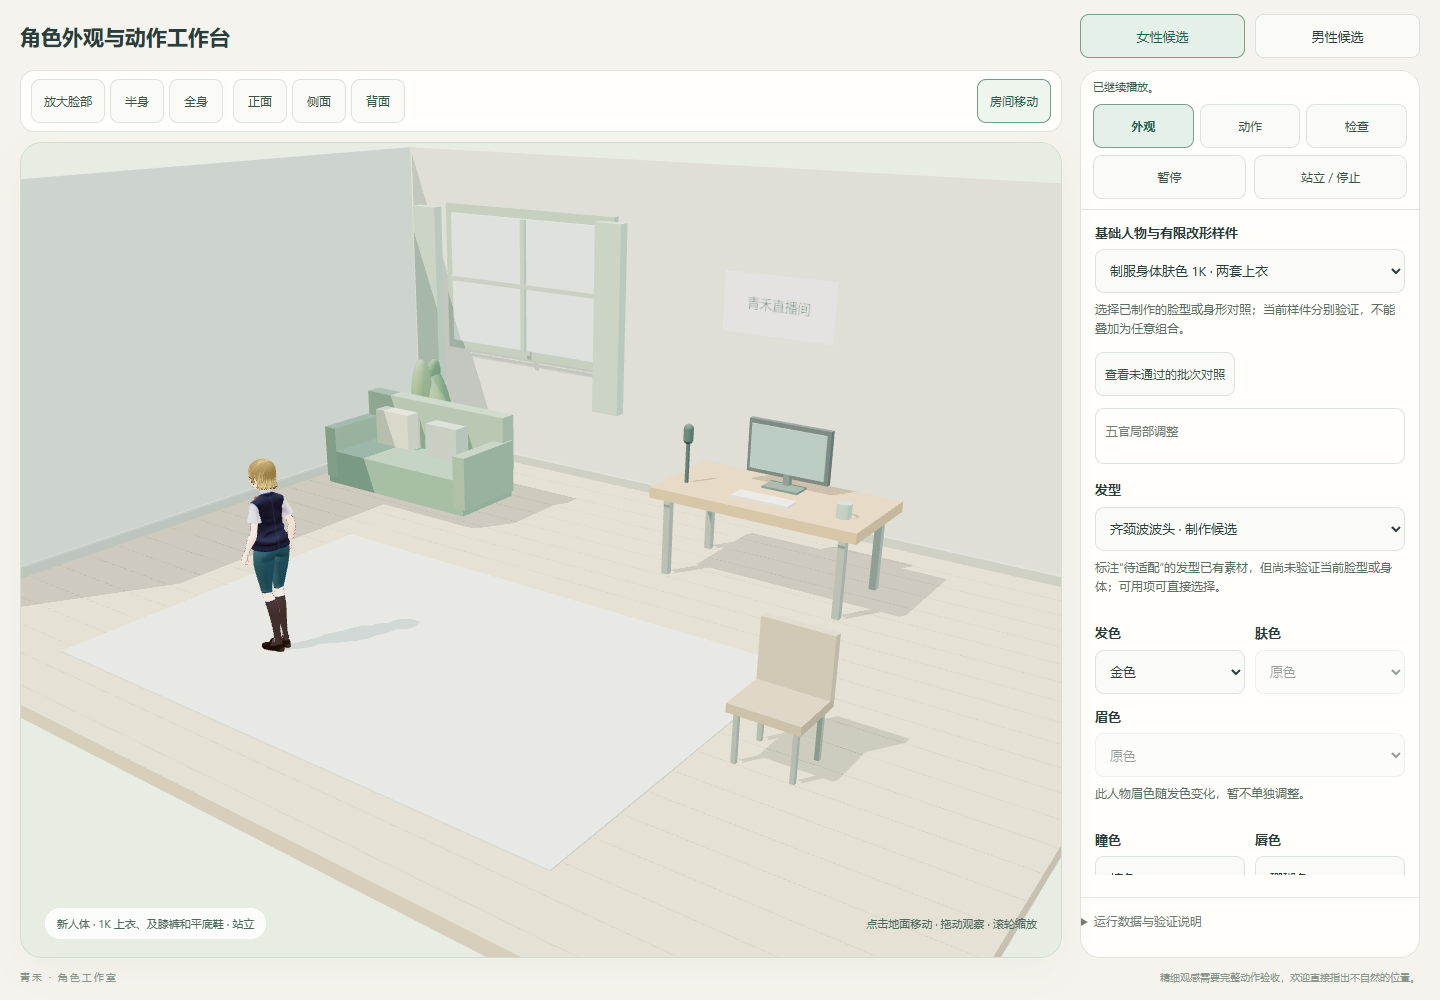 角色外观与动作工作台
女性候选
男性候选
放大脸部
半身
全身
正面
侧面
背面
房间移动
已继续播放。
外观
动作
检查
暂停
站立 / 停止
青禾直播间
基础人物与有限改形样件
制服身体肤色 1K · 两套上衣
选择已制作的脸型或身形对照；当前样件分别验证，不能
叠加为任意组合。
查看未通过的批次对照
五官局部调整
发型
齐颈波波头 · 制作候选
标注“待适配”的发型已有素材，但尚未验证当前脸型或身
体；可用项可直接选择。
发色
肤色
金色
原色
眉色
原色
此人物眉色随发色变化，暂不单独调整。
瞳色
唇色
新人体 · 1K 上衣、及膝裤和平底鞋 · 站立
点击地面移动 · 拖动观察 · 滚轮缩放
运行数据与验证说明
青禾 · 角色工作室
精细观感需要完整动作验收，欢迎直接指出不自然的位置。